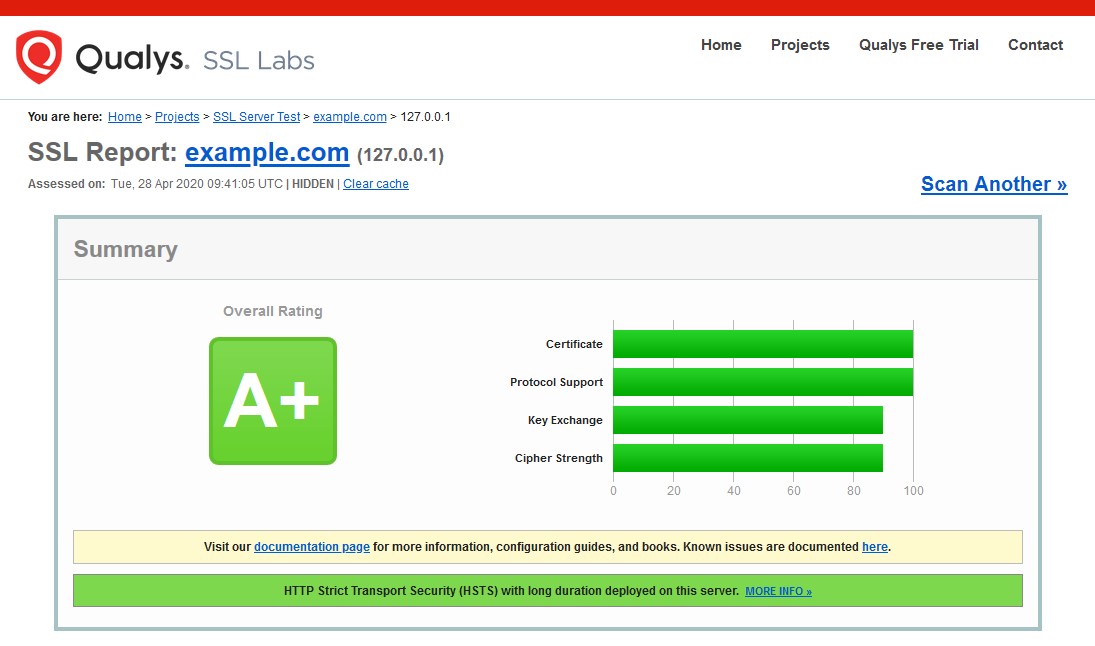 Qualys. SSL Labs
Home Projects Qualys Free Trial Contact
You are here: Home > Projects > SSL Server Test > example.com > 127.0.0.1
SSL Report: example.com (127.0.0.1)
Assessed on: Tue, 28 Apr 2020 09:41:05 UTC | HIDDEN | Clear cache
Scan Another »
Summary
Overall Rating
A+
Certificate
Protocol Support
Key Exchange
Cipher Strength
0 20 40 60 80 100
Visit our documentation page for more information, configuration guides, and books. Known issues are documented here.
HTTP Strict Transport Security (HSTS) with long duration deployed on this server. MORE INFO »